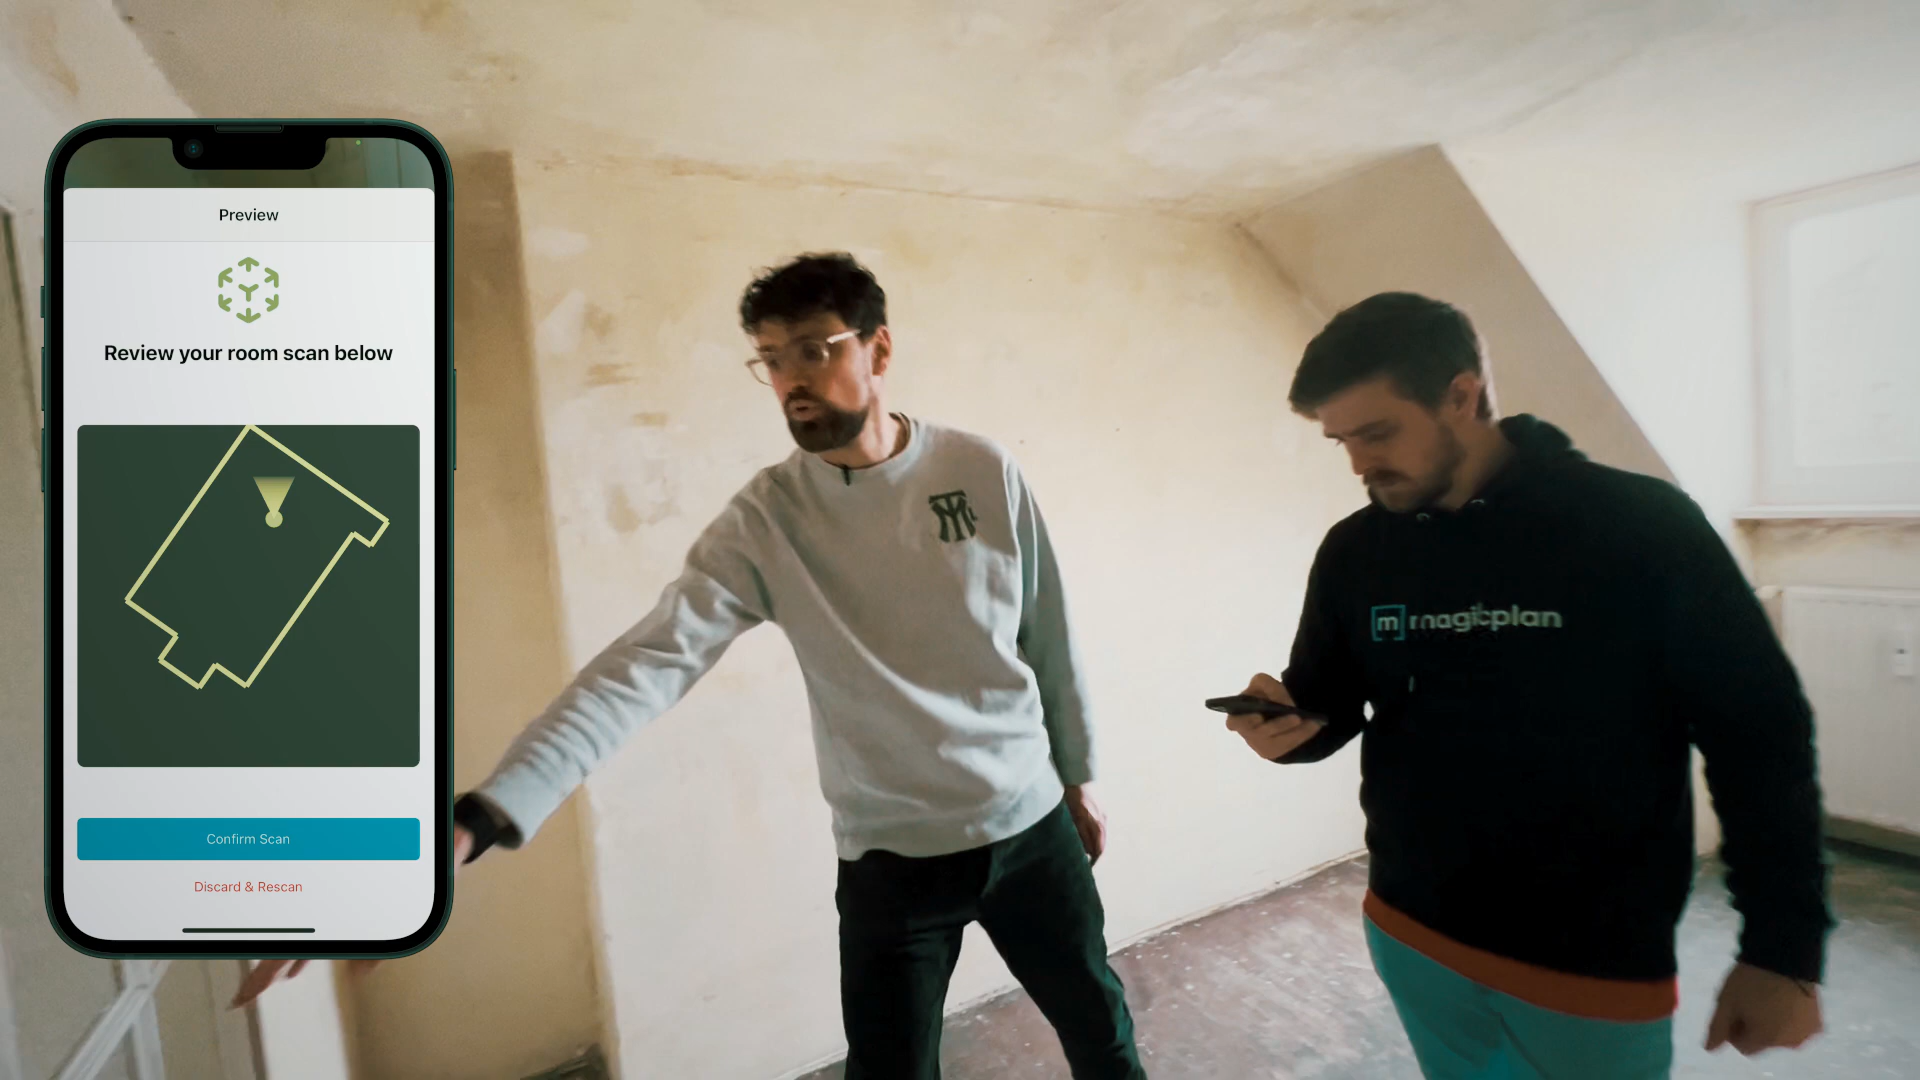 Preview
Review your room scan below
Confirm Scan
Discard & Rescan
m magicplan